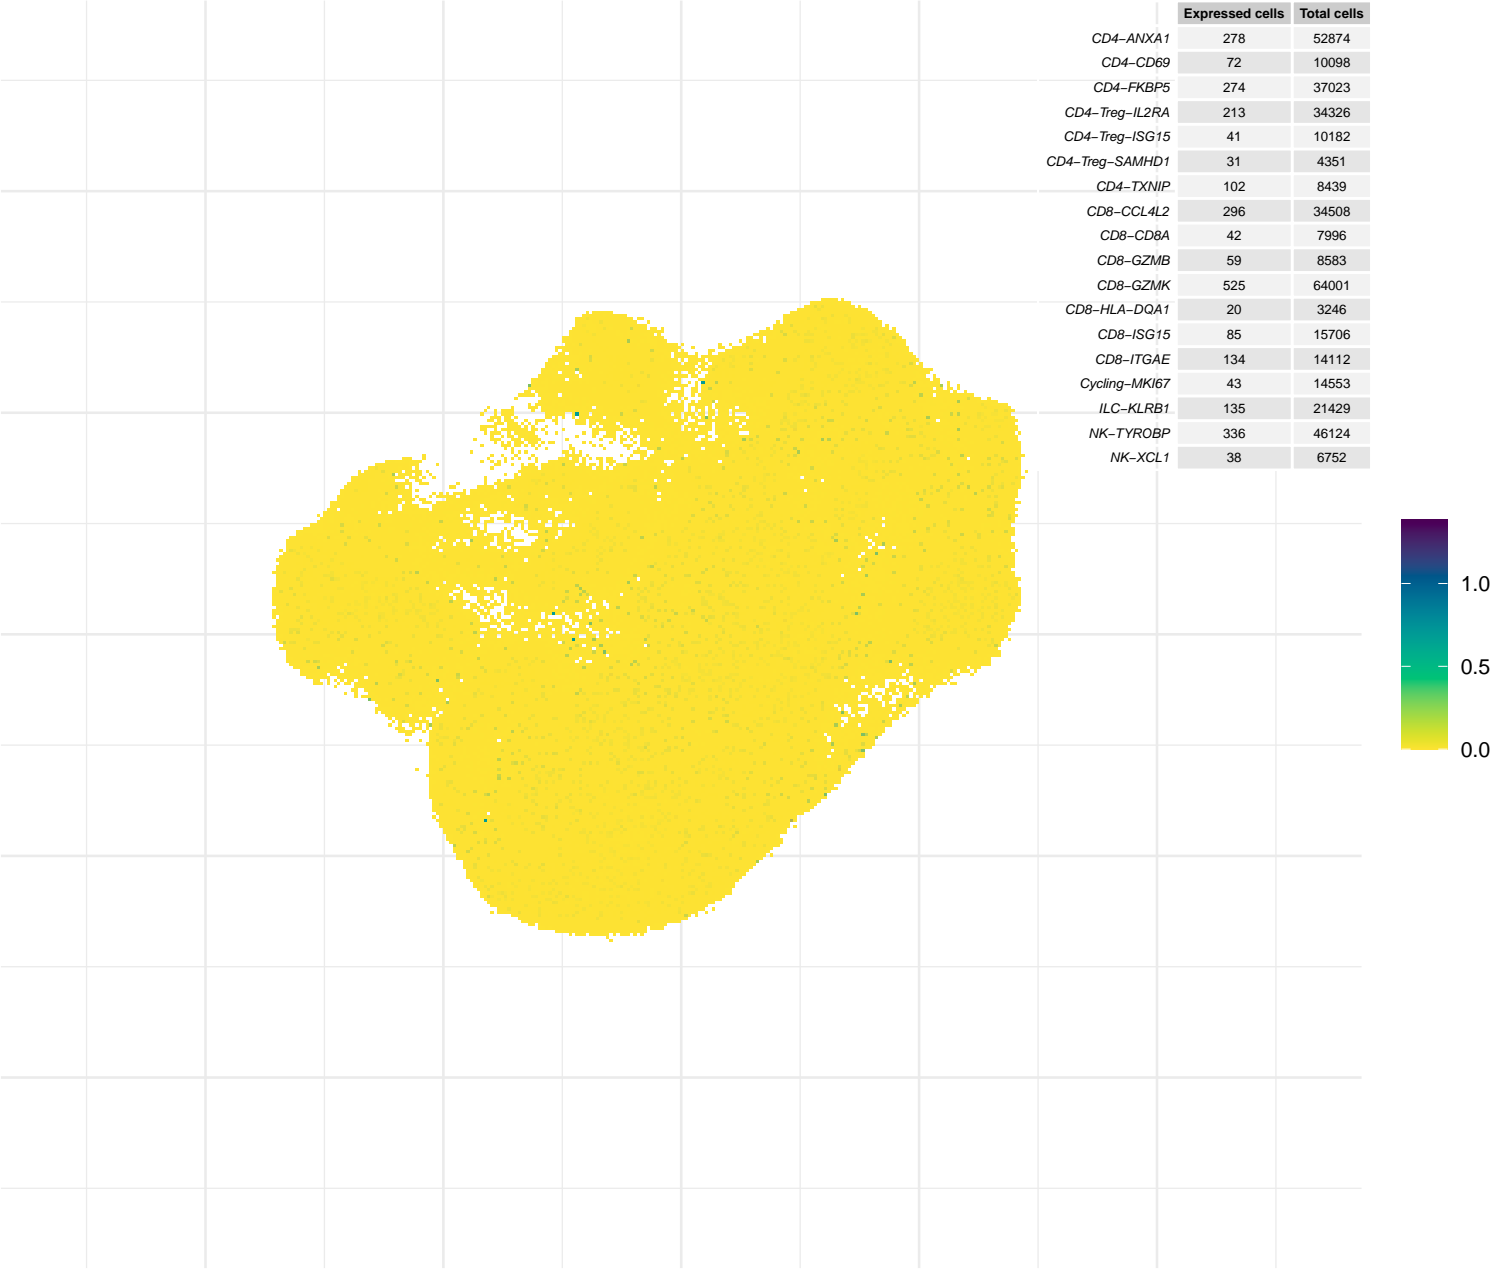 Expressed cells Total cells
CD4−ANXA1 278 52874
CD4−CD69 72 10098
CD4−FKBP5 274 37023
CD4−Treg−IL2RA 213 34326
CD4−Treg−ISG15 41 10182
CD4−Treg−SAMHD1 31 4351
CD4−TXNIP 102 8439
CD8−CCL4L2 296 34508
CD8−CD8A 42 7996
CD8−GZMB 59 8583
CD8−GZMK 525 64001
CD8−HLA−DQA1 20 3246
CD8−ISG15 85 15706
CD8−ITGAE 134 14112
Cycling−MKI67 43 14553
ILC−KLRB1 135 21429
NK−TYROBP 336 46124
NK−XCL1 38 6752
1.0
0.5
0.0